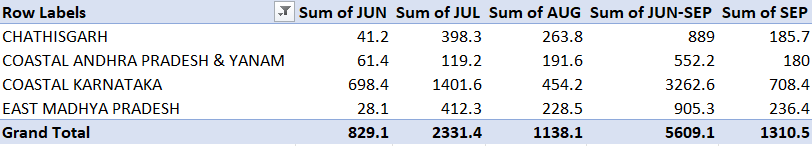 Row Labels Sum of JUN Sum of JUL Sum of AUG Sum of JUN-SEP Sum of SEP
CHATHISGARH 41.2 398.3 263.8 889 185.7
COASTAL ANDHRA PRADESH & YANAM 61.4 119.2 191.6 552.2 180
COASTAL KARNATAKA 698.4 1401.6 454.2 3262.6 708.4
EAST MADHYA PRADESH 28.1 412.3 228.5 905.3 236.4
Grand Total 829.1 2331.4 1138.1 5609.1 1310.5